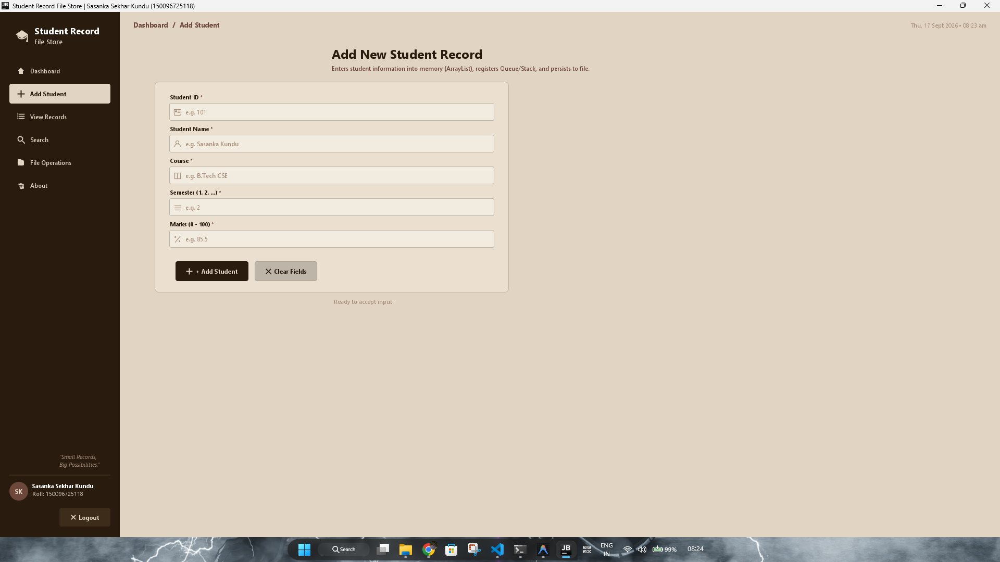 Student Record File Store | Sasanka Sekhar Kundu (150096725118)
Student Record
File Store
Dashboard
Add Student
View Records
Search
File Operations
About
"Small Records,
Big Possibilities."
SK
Sasanka Sekhar Kundu
Roll: 150096725118
Logout
Dashboard / Add Student
Thu, 17 Sept 2026 • 08:23 am
Add New Student Record
Enters student information into memory (ArrayList), registers Queue/Stack, and persists to file.
Student ID *
e.g. 101
Student Name *
e.g. Sasanka Kundu
Course *
e.g. B.Tech CSE
Semester (1, 2, ...) *
e.g. 2
Marks (0 - 100) *
e.g. 85.5
+ Add Student
Clear Fields
Ready to accept input.
Search
JB
ENG
IN
99%
08:24